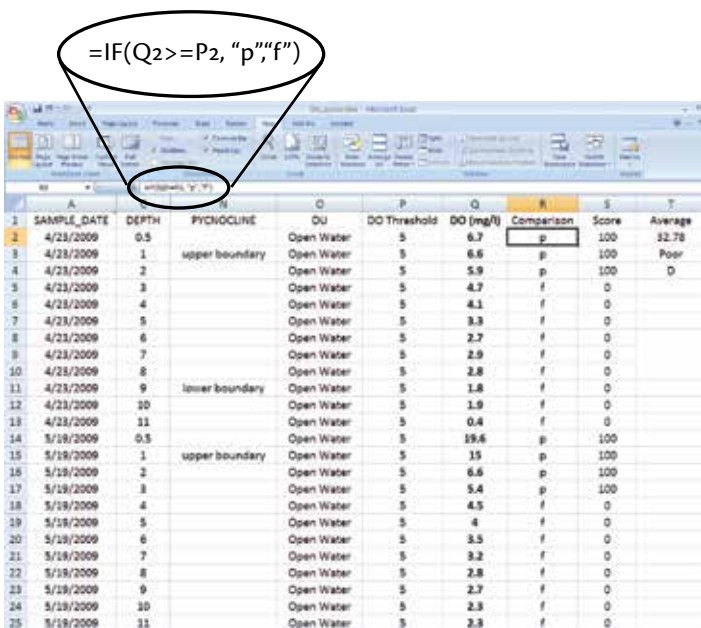 =IF(Q2>=P2, “p”,“f”)
A O P Q R S T
1 SAMPLE_DATE DEPTH PYCNOCLINE DU DO Threshold DO (mg/l) Comparison Score Average
2 4/23/2009 0.5 Open Water 5 6.7 p 100 32.78
3 4/23/2009 1 upper boundary Open Water 5 6.6 p 100 Poor
4 4/23/2009 2 Open Water 5 5.9 p 100 D
5 4/23/2009 3 Open Water 5 4.7 f 0
6 4/23/2009 4 Open Water 5 4.1 f 0
7 4/23/2009 5 Open Water 5 3.3 f 0
8 4/23/2009 6 Open Water 5 2.7 f 0
9 4/23/2009 7 Open Water 5 2.9 f 0
10 4/23/2009 8 Open Water 5 2.8 f 0
11 4/23/2009 9 lower boundary Open Water 5 1.8 f 0
12 4/23/2009 10 Open Water 5 1.9 f 0
13 4/23/2009 11 Open Water 5 0.4 f 0
14 5/19/2009 0.5 Open Water 5 19.6 p 100
15 5/19/2009 1 upper boundary Open Water 5 15 p 100
16 5/19/2009 2 Open Water 5 6.6 p 100
17 5/19/2009 3 Open Water 5 5.4 p 100
18 5/19/2009 4 Open Water 5 4.5 f 0
19 5/19/2009 5 Open Water 5 4 f 0
20 5/19/2009 6 Open Water 5 3.5 f 0
21 5/19/2009 7 Open Water 5 3.2 f 0
22 5/19/2009 8 Open Water 5 2.8 f 0
23 5/19/2009 9 Open Water 5 2.7 f 0
24 5/19/2009 10 Open Water 5 2.3 f 0
25 5/19/2009 11 Open Water 5 2.3 f 0